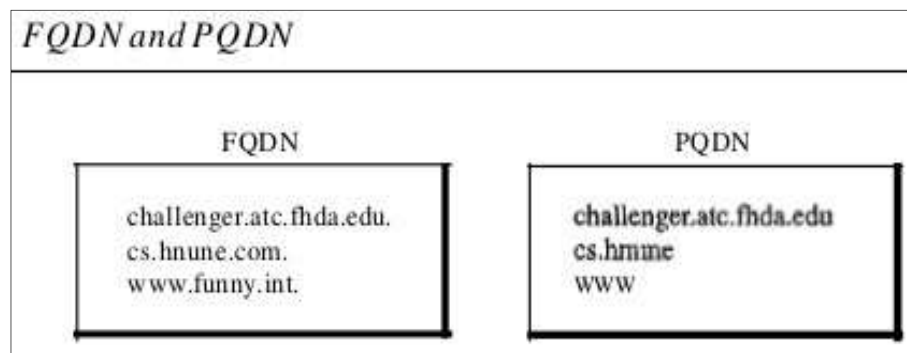 FQDN and PQDN
FQDN
challenger.atc.fhda.edu.
cs.hnune.com.
www.funny.int.
PQDN
challenger.atc.fhda.edu
cs.hmme
www